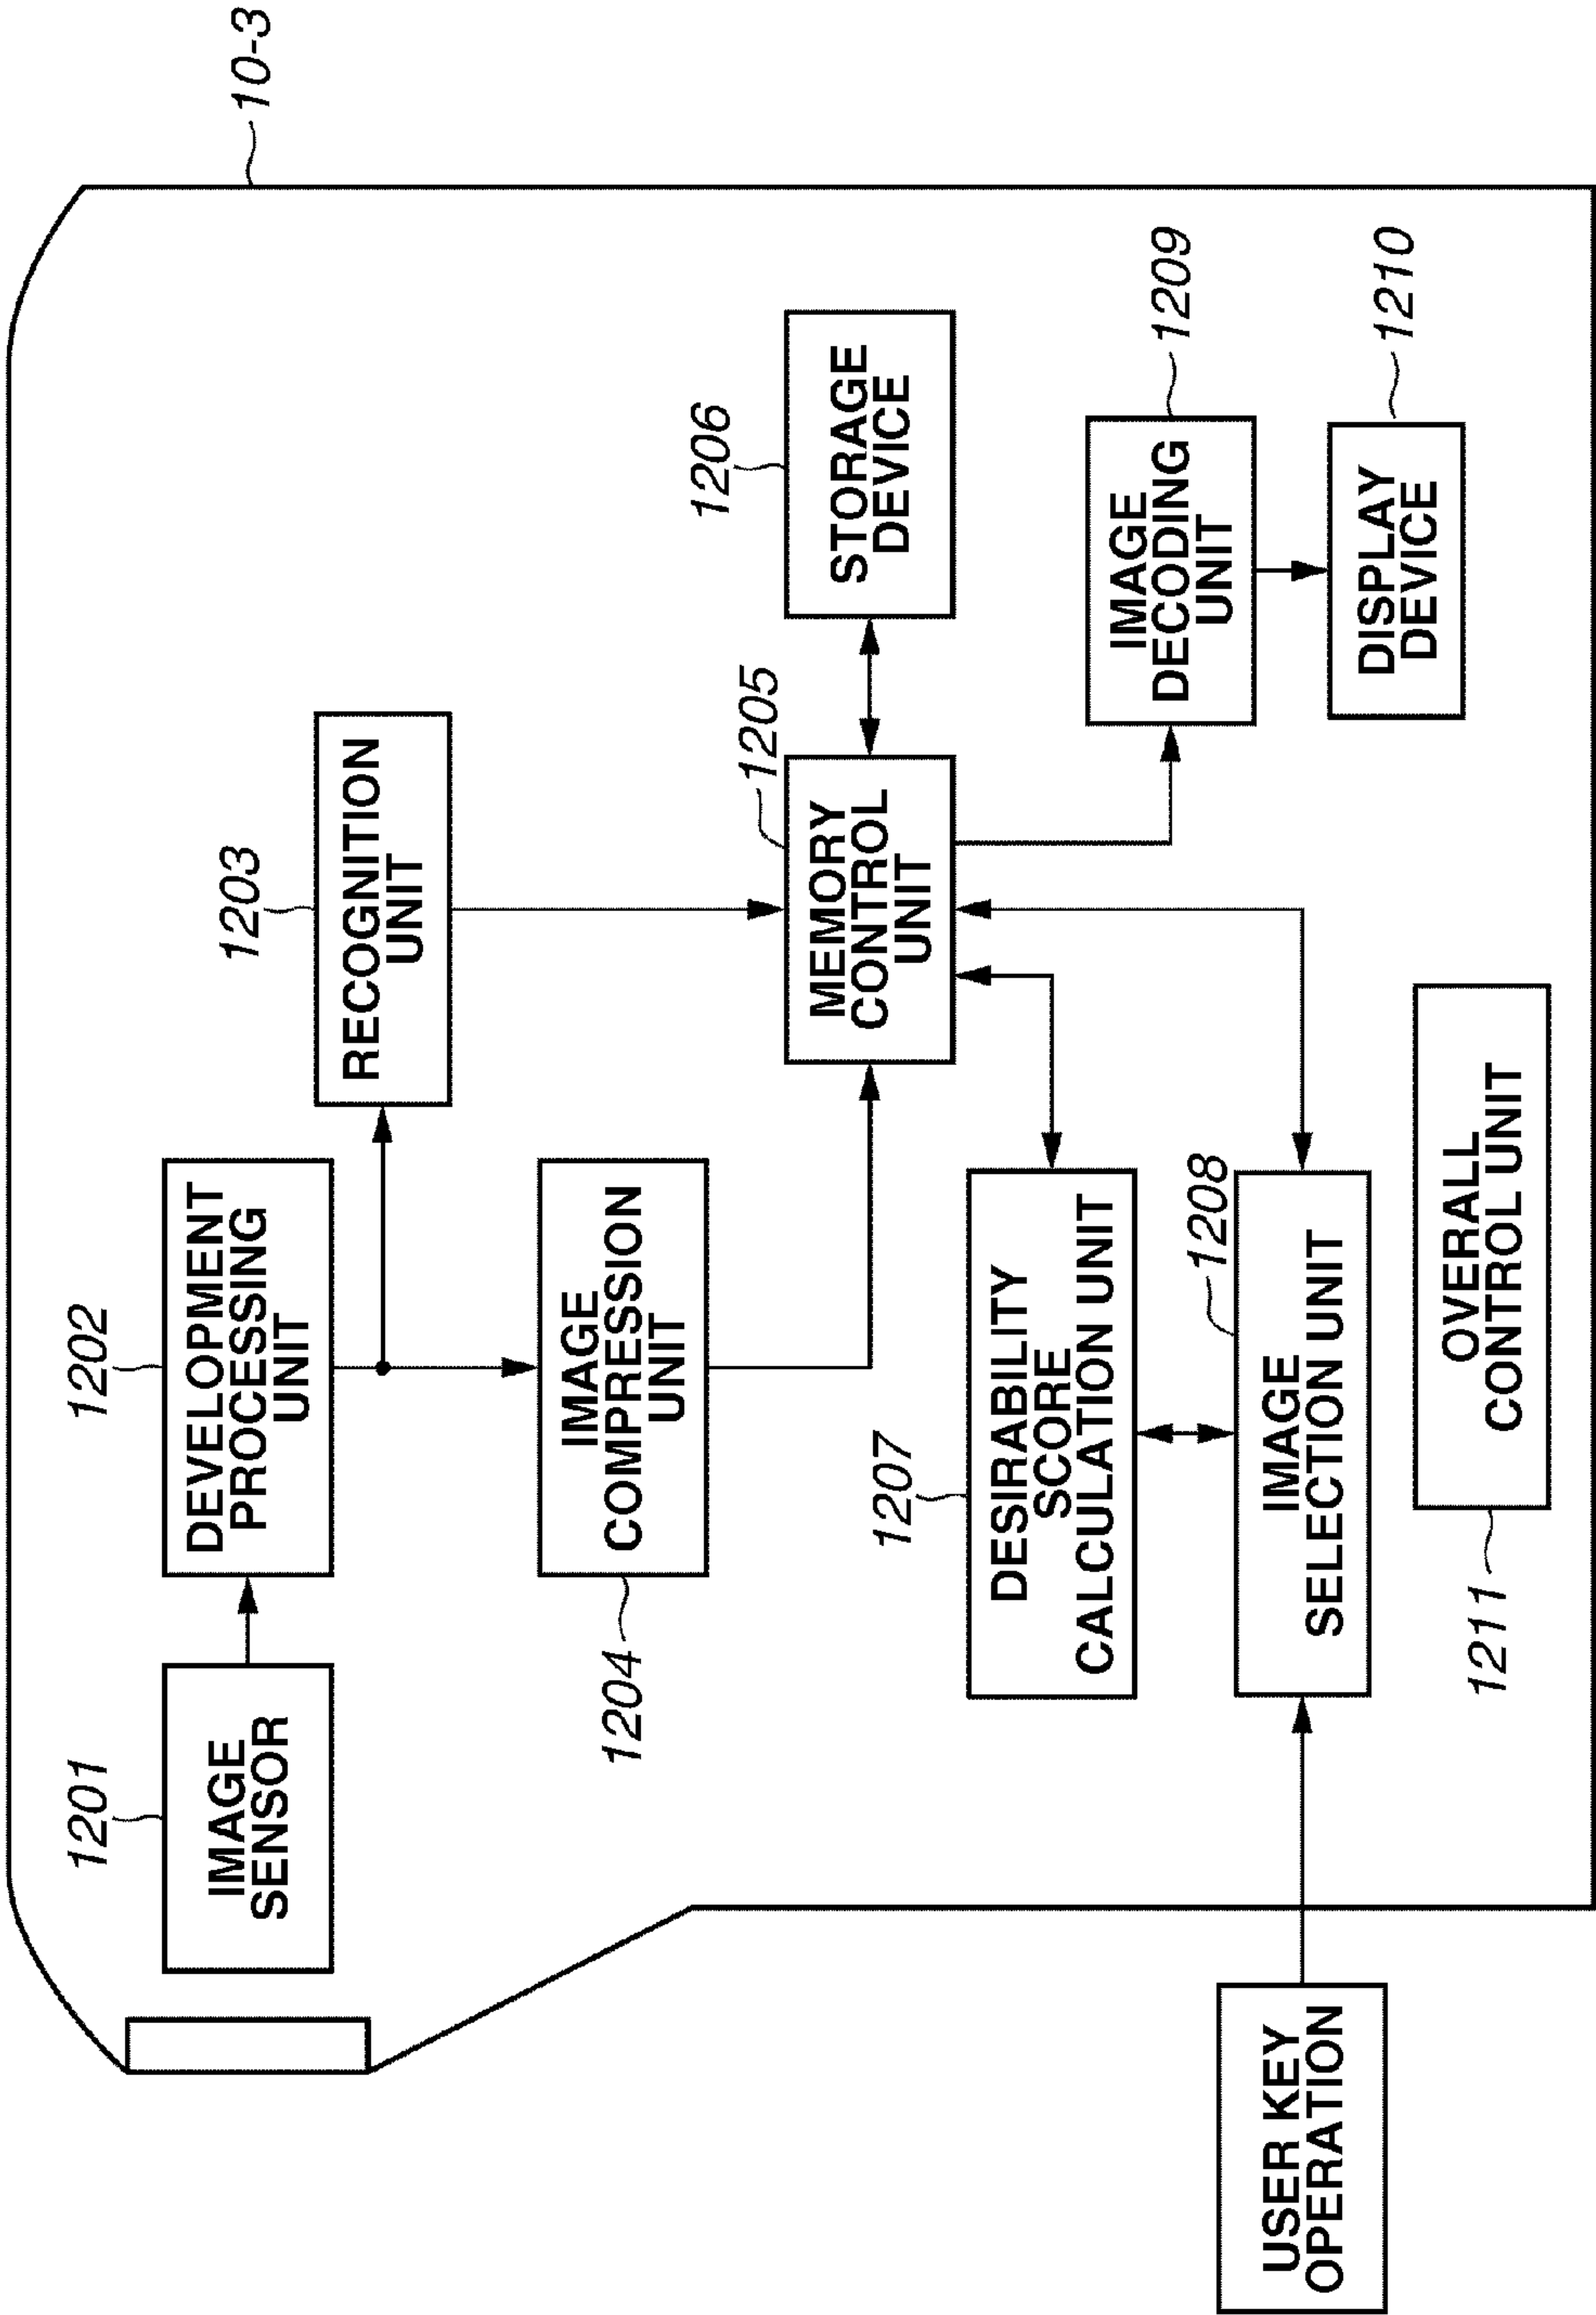 10-3
1201
IMAGE
SENSOR
1202
DEVELOPMENT
PROCESSING
UNIT
1203
RECOGNITION
UNIT
1204
IMAGE
COMPRESSION
UNIT
1205
MEMORY
CONTROL
UNIT
1206
STORAGE
DEVICE
1207
DESIRABILITY
SCORE
CALCULATION UNIT
1208
IMAGE
SELECTION UNIT
1209
IMAGE
DECODING
UNIT
1210
DISPLAY
DEVICE
1211
OVERALL
CONTROL UNIT
USER KEY
OPERATION